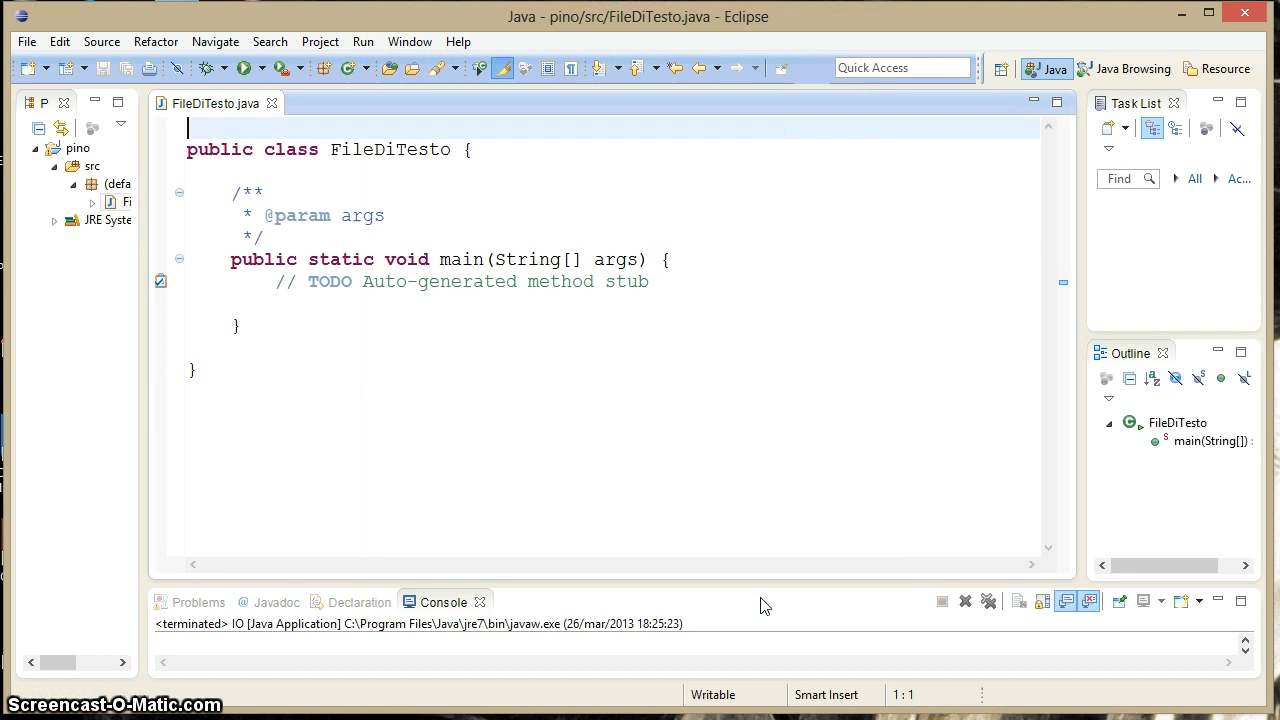 Java - pino/src/FileDiTesto.java - Eclipse
File Edit Source Refactor Navigate Search Project Run Window Help
Quick Access
Java
Java Browsing
Resource
P
pino
src
(defa
Fi
JRE Syste
FileDiTesto.java
public class FileDiTesto {
/**
* @param args
*/
public static void main(String[] args) {
// TODO Auto-generated method stub
}
}
Task List
Find
All
Ac...
Outline
FileDiTesto
main(String[]) :
Problems @ Javadoc Declaration Console
<terminated> IO [Java Application] C:\Program Files\Java\jre7\bin\javaw.exe (26/mar/2013 18:25:23)
Writable
Smart Insert
1 : 1
Screencast-O-Matic.com